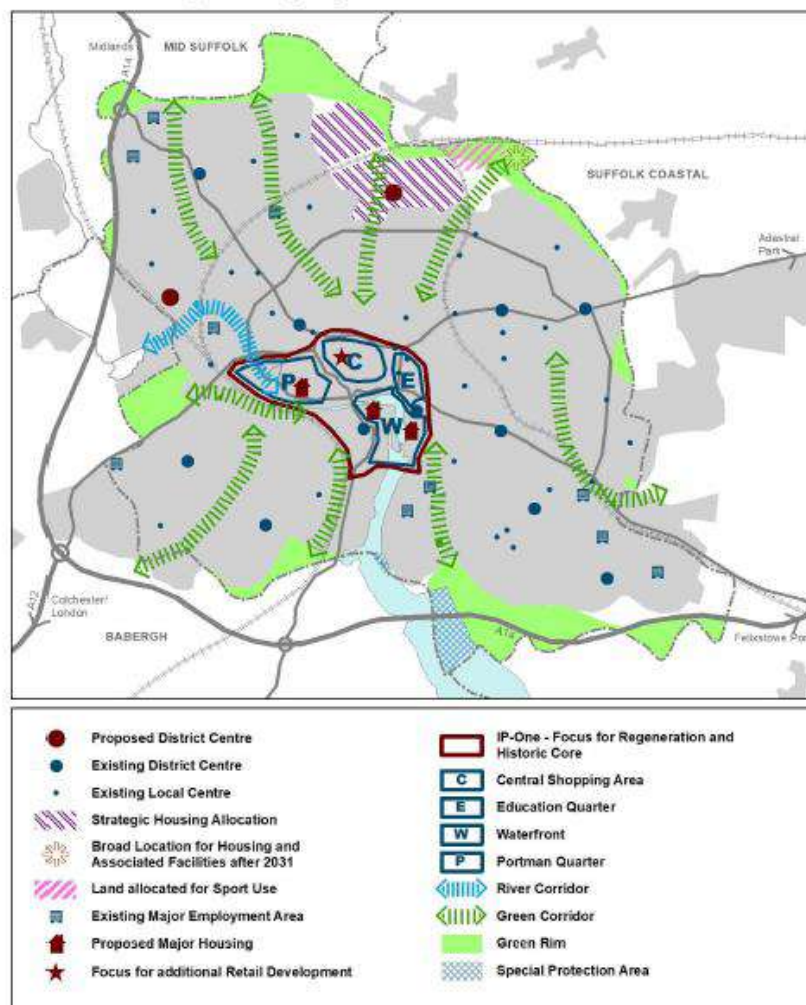 Midlands
A14
MID SUFFOLK
SUFFOLK COASTAL
Adastral
Park
C
P
E
W
A12
Colchester/
London
BABERGH
A14
Felixstowe Por
Proposed District Centre
Existing District Centre
Existing Local Centre
Strategic Housing Allocation
Broad Location for Housing and
Associated Facilities after 2031
Land allocated for Sport Use
Existing Major Employment Area
Proposed Major Housing
Focus for additional Retail Development
IP-One - Focus for Regeneration and
Historic Core
C Central Shopping Area
E Education Quarter
W Waterfront
P Portman Quarter
River Corridor
Green Corridor
Green Rim
Special Protection Area